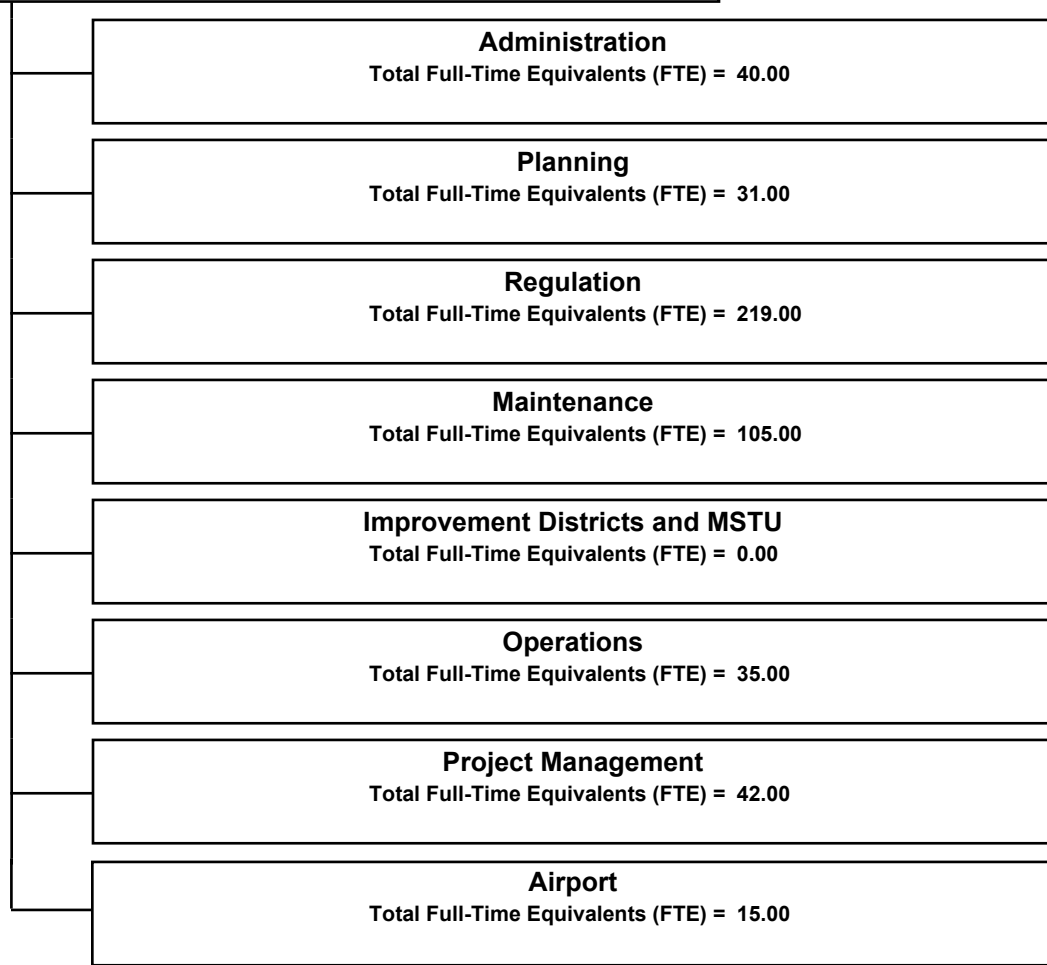 Administration
Total Full-Time Equivalents (FTE) = 40.00
Planning
Total Full-Time Equivalents (FTE) = 31.00
Regulation
Total Full-Time Equivalents (FTE) = 219.00
Maintenance
Total Full-Time Equivalents (FTE) = 105.00
Improvement Districts and MSTU
Total Full-Time Equivalents (FTE) = 0.00
Operations
Total Full-Time Equivalents (FTE) = 35.00
Project Management
Total Full-Time Equivalents (FTE) = 42.00
Airport
Total Full-Time Equivalents (FTE) = 15.00